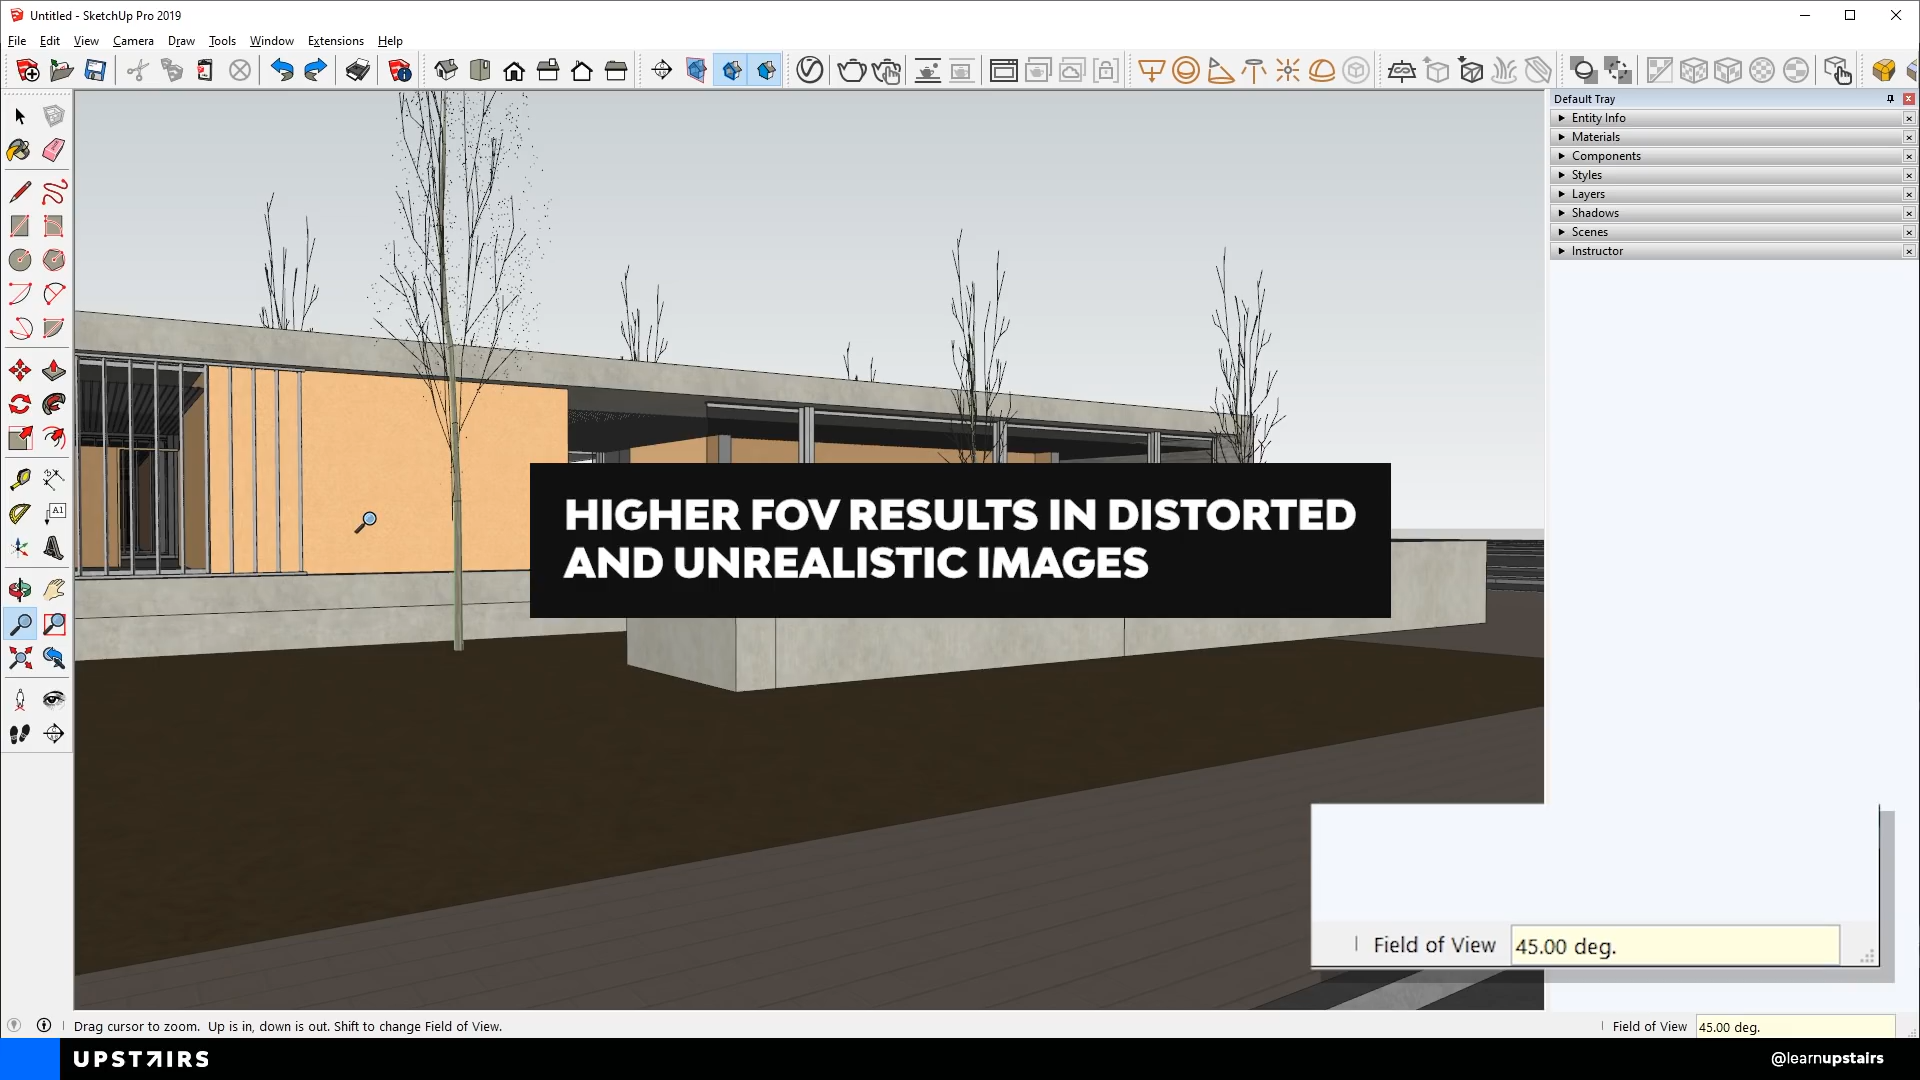 Untitled - SketchUp Pro 2019
File Edit View Camera Draw Tools Window Extensions Help
Default Tray
Entity Info
Materials
Components
Styles
Layers
Shadows
Scenes
Instructor
A1
HIGHER FOV RESULTS IN DISTORTED
AND UNREALISTIC IMAGES
Field of View 45.00 deg.
Drag cursor to zoom. Up is in, down is out. Shift to change Field of View.
Field of View 45.00 deg.
UPSTAIRS
@learnupstairs